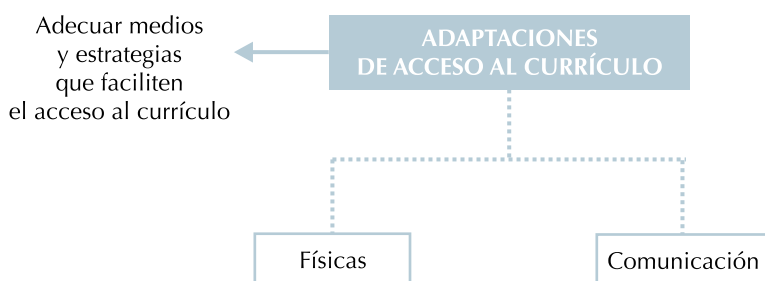 Adecuar medios
y estrategias
que faciliten
el acceso al currículo
ADAPTACIONES
DE ACCESO AL CURRÍCULO
Físicas
Comunicación